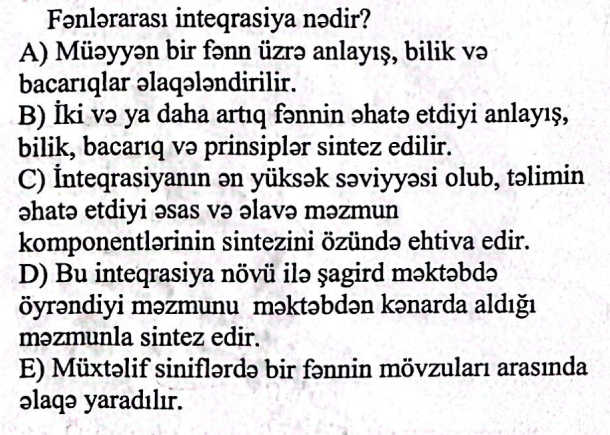 Fənlərarası inteqrasiya nədir?
A) Müəyyən bir fənn üzrə anlayış, bilik və
bacarıqlar əlaqələndirilir.
B) İki və ya daha artıq fənnin əhatə etdiyi anlayış,
bilik, bacarıq və prinsiplər sintez edilir.
C) İnteqrasiyanın ən yüksək səviyyəsi olub, təlimin
əhatə etdiyi əsas və əlavə məzmun
komponentlərinin sintezini özündə ehtiva edir.
D) Bu inteqrasiya növü ilə şagird məktəbdə
öyrəndiyi məzmunu məktəbdən kənarda aldığı
məzmunla sintez edir.
E) Müxtəlif siniflərdə bir fənnin mövzuları arasında
əlaqə yaradılır.